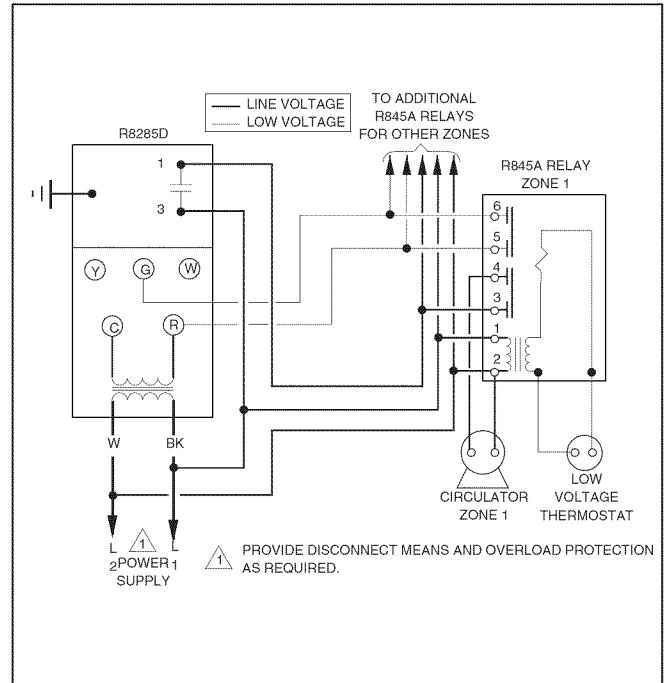 LINE VOLTAGE
LOW VOLTAGE
TO ADDITIONAL
R845A RELAYS
FOR OTHER ZONES
R8285D
R845A RELAY
ZONE 1
1
3
6
5
4
3
1
2
Y
G
W
C
R
W
BK
CIRCULATOR
ZONE 1
LOW
VOLTAGE
THERMOSTAT
L
2
1
L
1
POWER
SUPPLY
1
PROVIDE DISCONNECT MEANS AND OVERLOAD PROTECTION
AS REQUIRED.